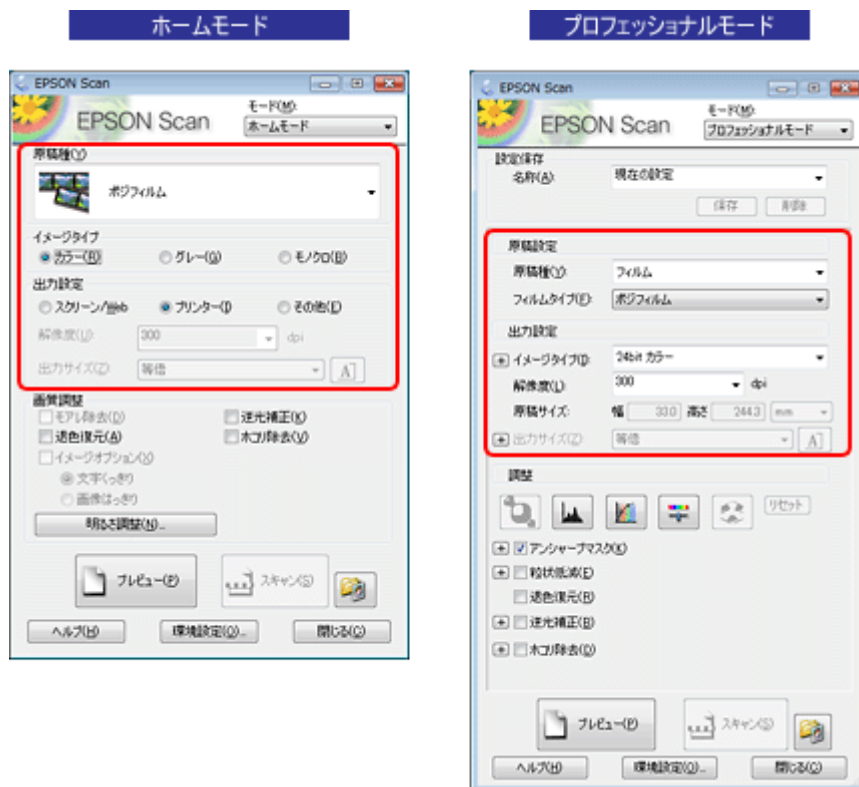 ホームモード
EPSON Scan
EPSON Scan
モード(M):
ホームモード
原稿種(Y)
ポジフィルム
イメージタイプ
カラー(R)
グレー(G)
モノクロ(B)
出力設定
スクリーン/Web
プリンター(I)
その他(E)
解像度(U):
300
dpi
出力サイズ(Z):
等倍
画質調整
モアレ除去(D)
逆光補正(K)
退色復元(A)
ホコリ除去(V)
イメージオプション(X)
文字くっきり
画像はっきり
明るさ調整(N)...
プレビュー(P)
スキャン(S)
ヘルプ(H)
環境設定(O)...
閉じる(C)
プロフェッショナルモード
EPSON Scan
EPSON Scan
モード(M):
プロフェッショナルモード
設定保存
名称(A):
現在の設定
保存
削除
原稿設定
原稿種(Y):
フィルム
フィルムタイプ(F):
ポジフィルム
出力設定
イメージタイプ(I):
24bit カラー
解像度(L):
300
dpi
原稿サイズ:
幅
33.0
高さ
244.3
mm
出力サイズ(Z):
等倍
調整
リセット
アンシャープマスク(K)
粒状低減(E)
退色復元(R)
逆光補正(B)
ホコリ除去(Q)
プレビュー(P)
スキャン(S)
ヘルプ(H)
環境設定(O)...
閉じる(C)